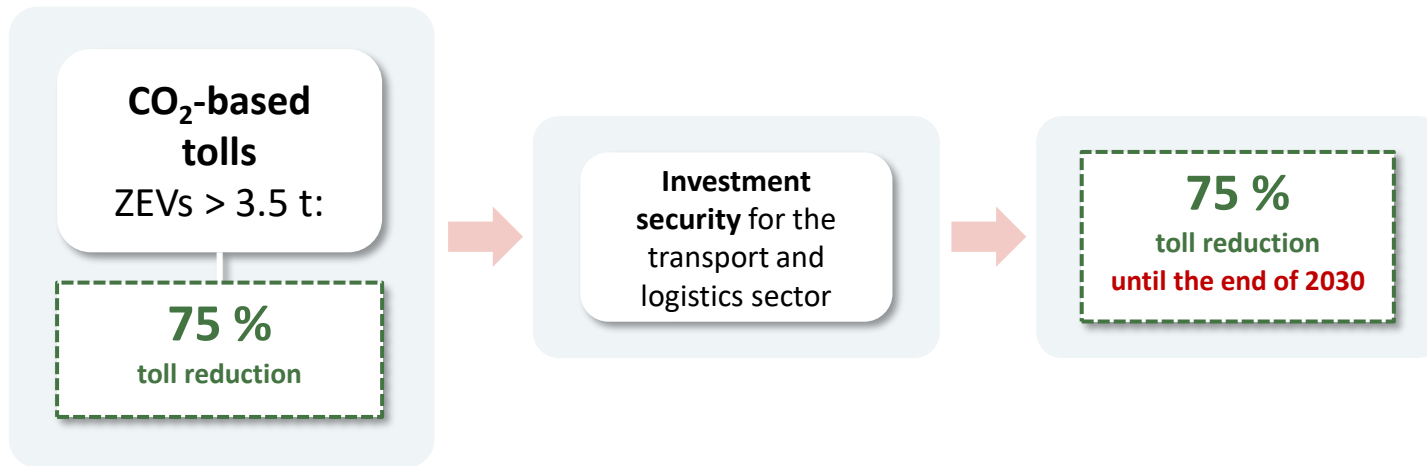 CO₂-based
tolls
ZEVs > 3.5 t:
75 %
toll reduction
Investment
security for the
transport and
logistics sector
75 %
toll reduction
until the end of 2030